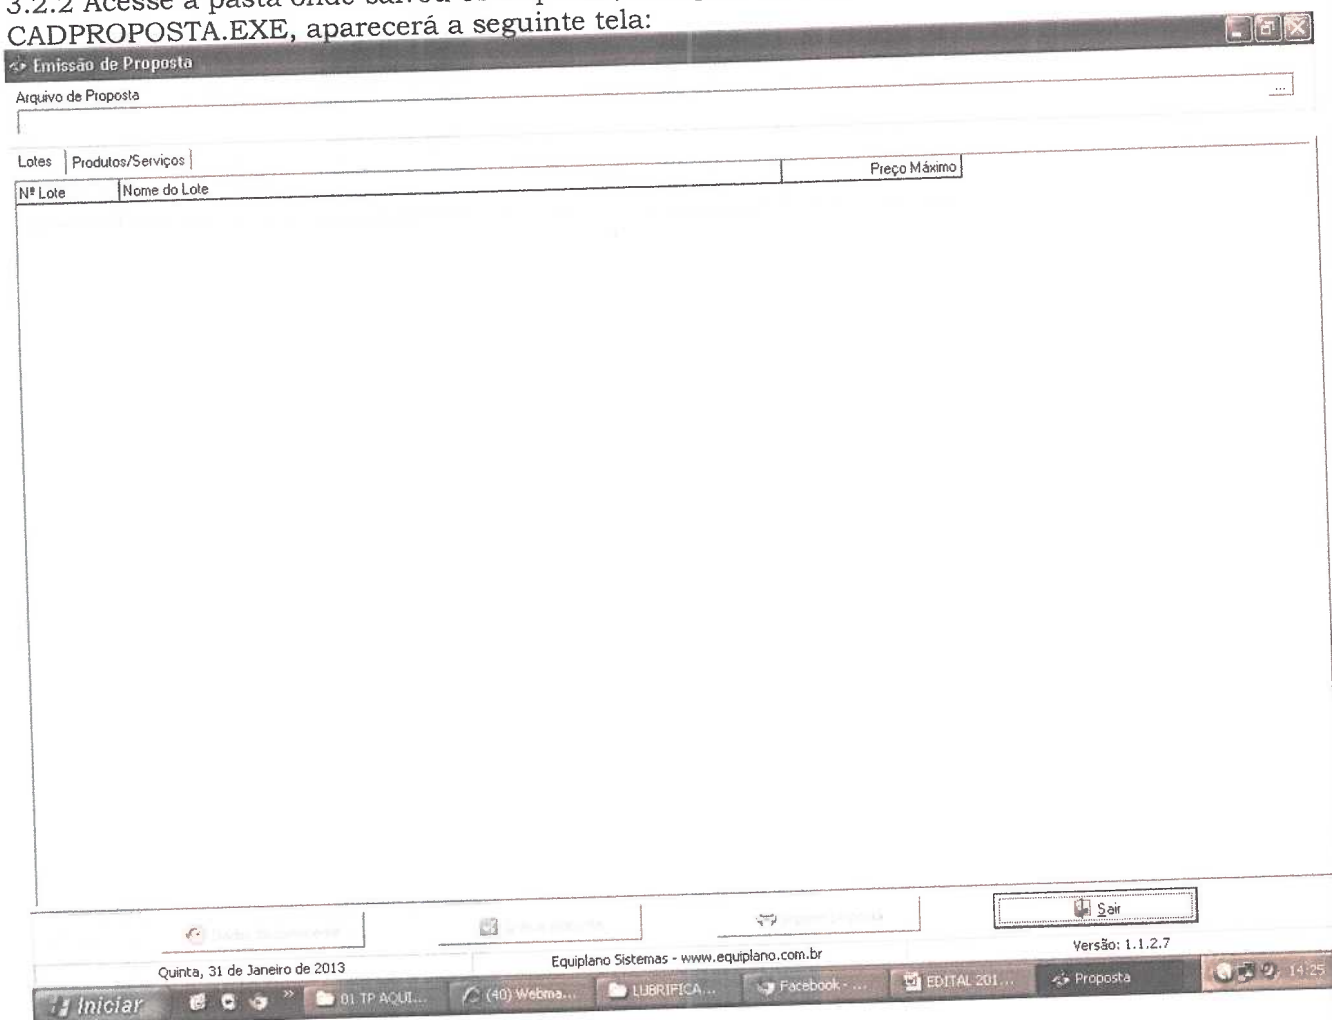 3.2.2 Acesse a pasta onde salvou os
CADPROPOSTA.EXE, aparecerá a seguinte tela:
Emissão de Proposta
Arquivo de Proposta
...
Lotes Produtos/Serviços
Nº Lote Nome do Lote Preço Máximo
Sair
Quinta, 31 de Janeiro de 2013 Equiplano Sistemas - www.equiplano.com.br Versão: 1.1.2.7
Iniciar » 01 TP AQUI... (40) Webma... LUBRIFICA... Facebook - ... EDITAL 201... Proposta 14:25